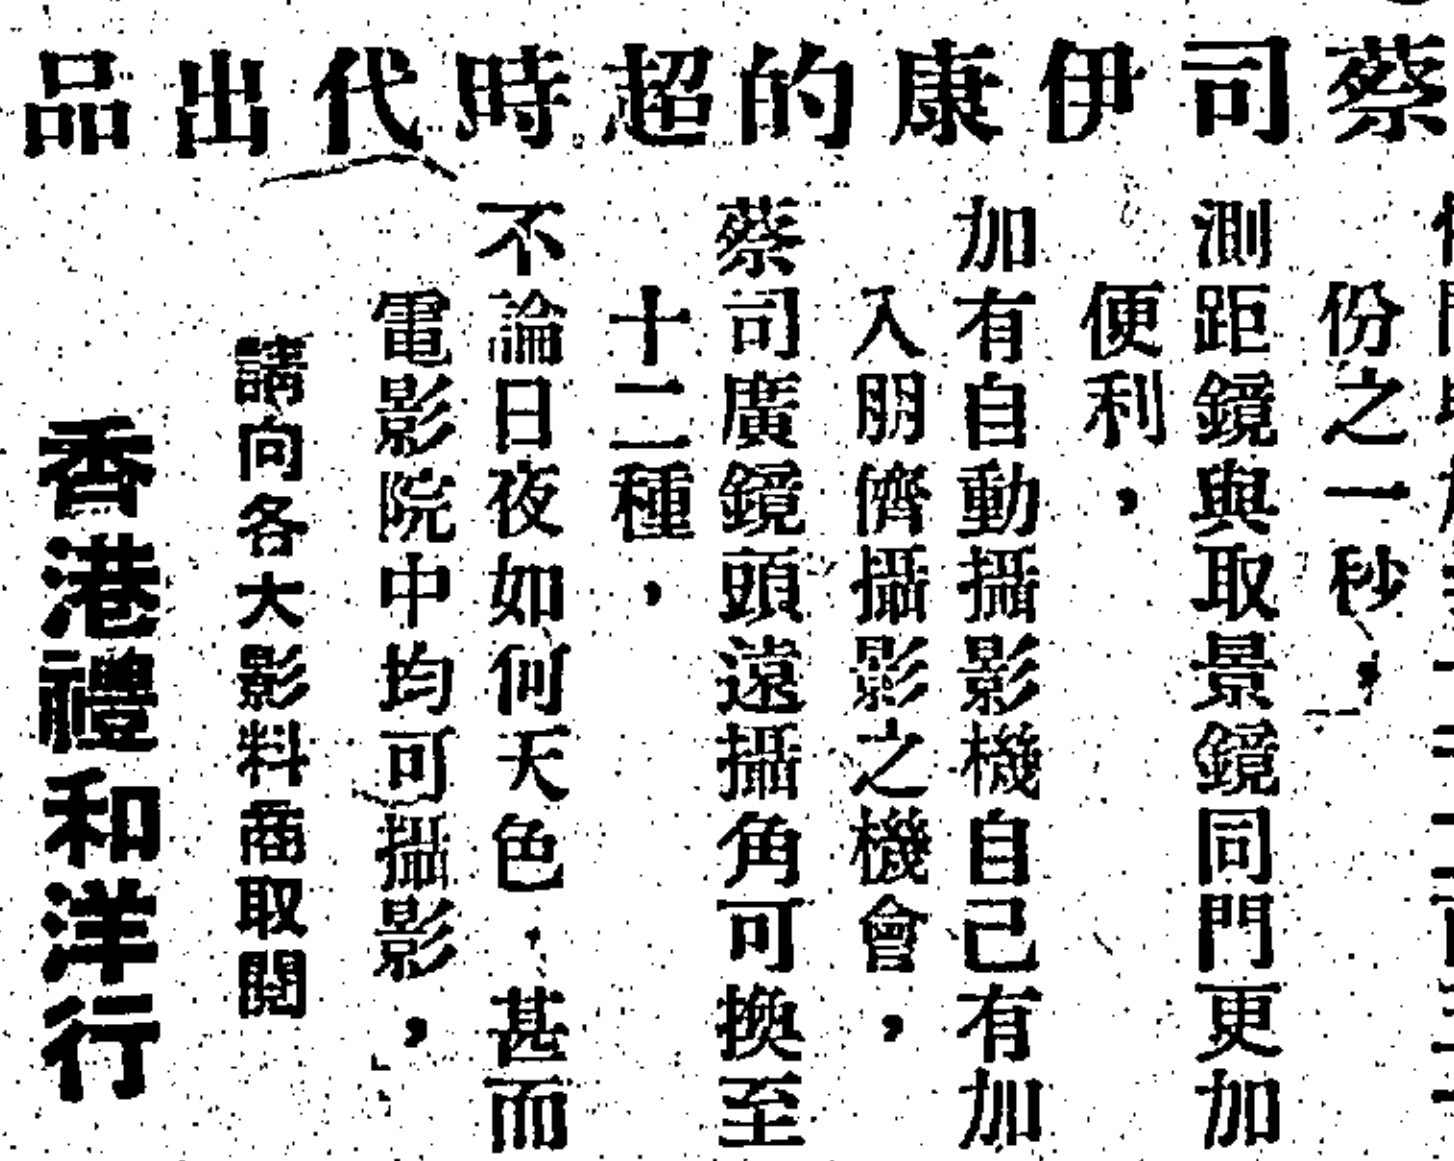 蔡司伊康的超時代出品
份之一秒
測距鏡與取景鏡同門更加
便利，
加有自動攝影機自己有加
入朋儕攝影之機會，
蔡司廣鏡頭遠攝角可換至
十二種，
不論日夜如何天色，甚而
電影院中均可攝影，
請向各大影料商取閱
香港禮和洋行